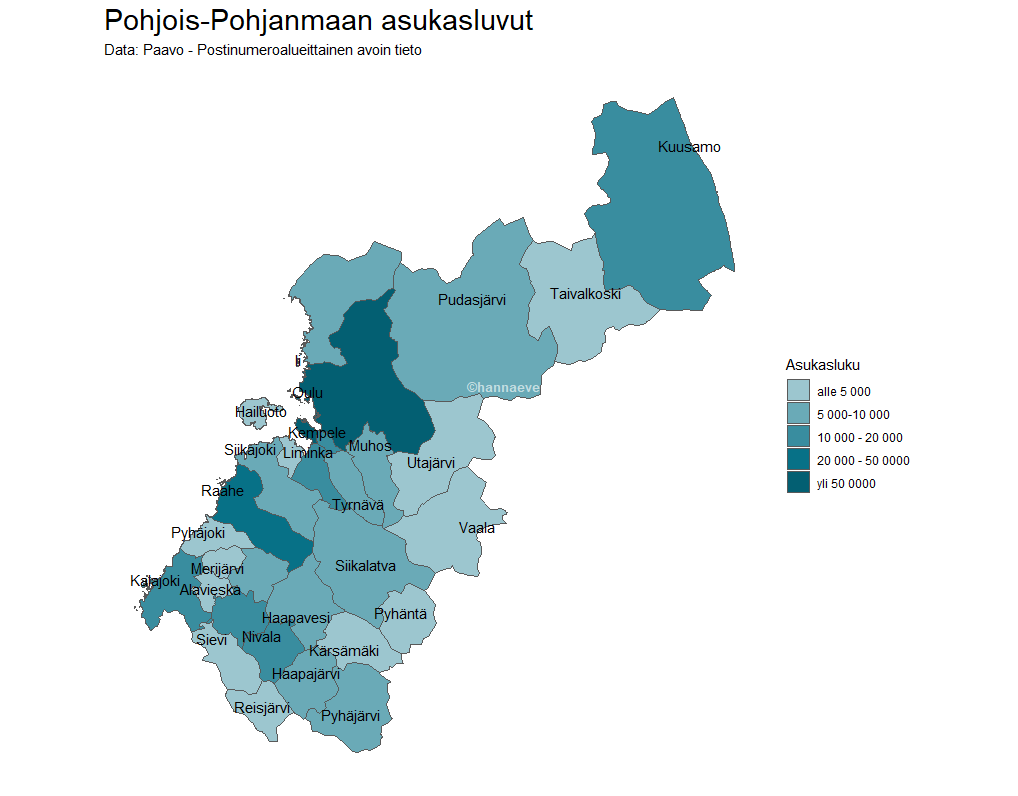 Pohjois-Pohjanmaan asukasluvut
Data: Paavo - Postinumeroalueittainen avoin tieto
Kuusamo
Taivalkoski
Pudasjärvi
Ii
Asukasluku
alle 5 000
5 000-10 000
10 000 - 20 000
20 000 - 50 0000
yli 50 0000
©hannaever
Oulu
Hailuoto
Kempele
Muhos
Siikajoki
Liminka
Utajärvi
Raahe
Tyrnävä
Vaala
Pyhäjoki
Siikalatva
Merijärvi
Kalajoki
Alavieska
Pyhäntä
Haapavesi
Sievi
Nivala
Kärsämäki
Haapajärvi
Reisjärvi
Pyhäjärvi